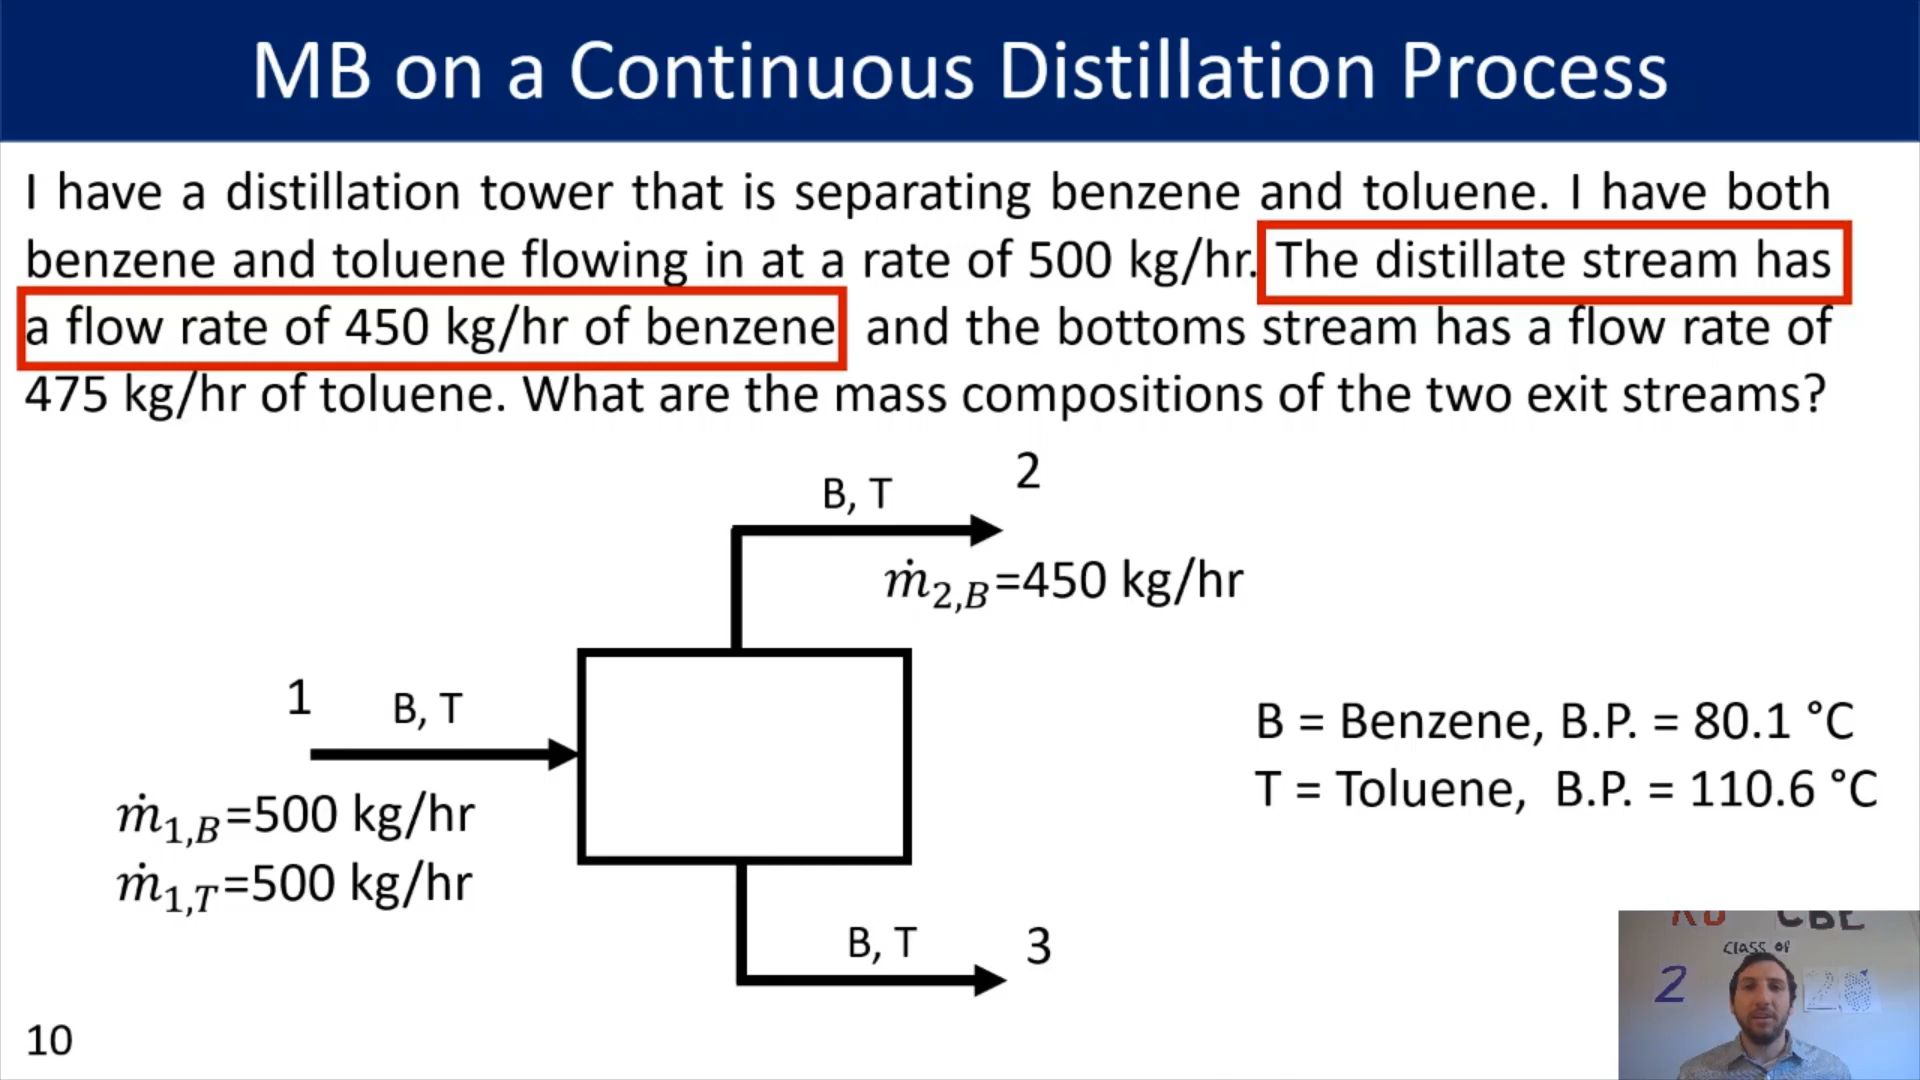 MB on a Continuous Distillation Process
I have a distillation tower that is separating benzene and toluene. I have both
benzene and toluene flowing in at a rate of 500 kg/hr. The distillate stream has
a flow rate of 450 kg/hr of benzene and the bottoms stream has a flow rate of
475 kg/hr of toluene. What are the mass compositions of the two exit streams?
2
B, T
ṁ2,B=450 kg/hr
1
B, T
ṁ1,B=500 kg/hr
ṁ1,T=500 kg/hr
B = Benzene, B.P. = 80.1 °C
T = Toluene, B.P. = 110.6 °C
B, T
3
CBE
class of
2
10